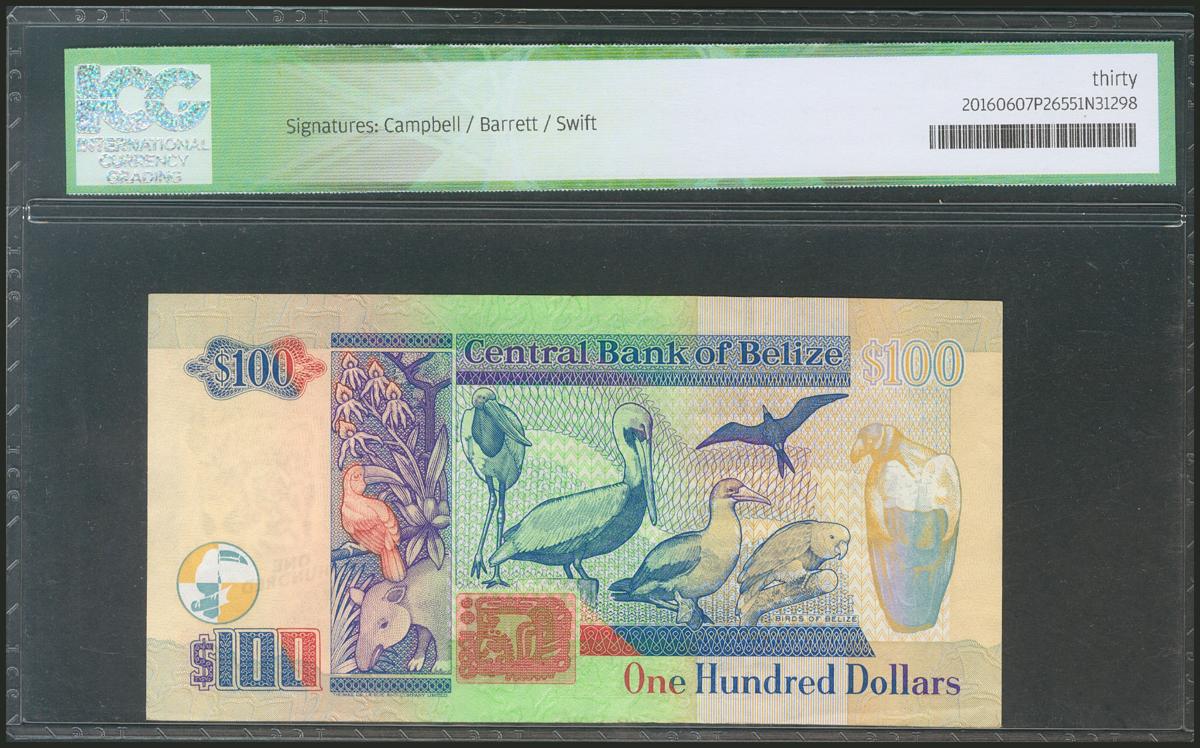 ICG
INTERNATIONAL
CURRENCY
GRADING
Signatures: Campbell / Barrett / Swift
thirty
20160607P26551N31298
$100
Central Bank of Belize
$100
BIRDS OF BELIZE
$100
One Hundred Dollars